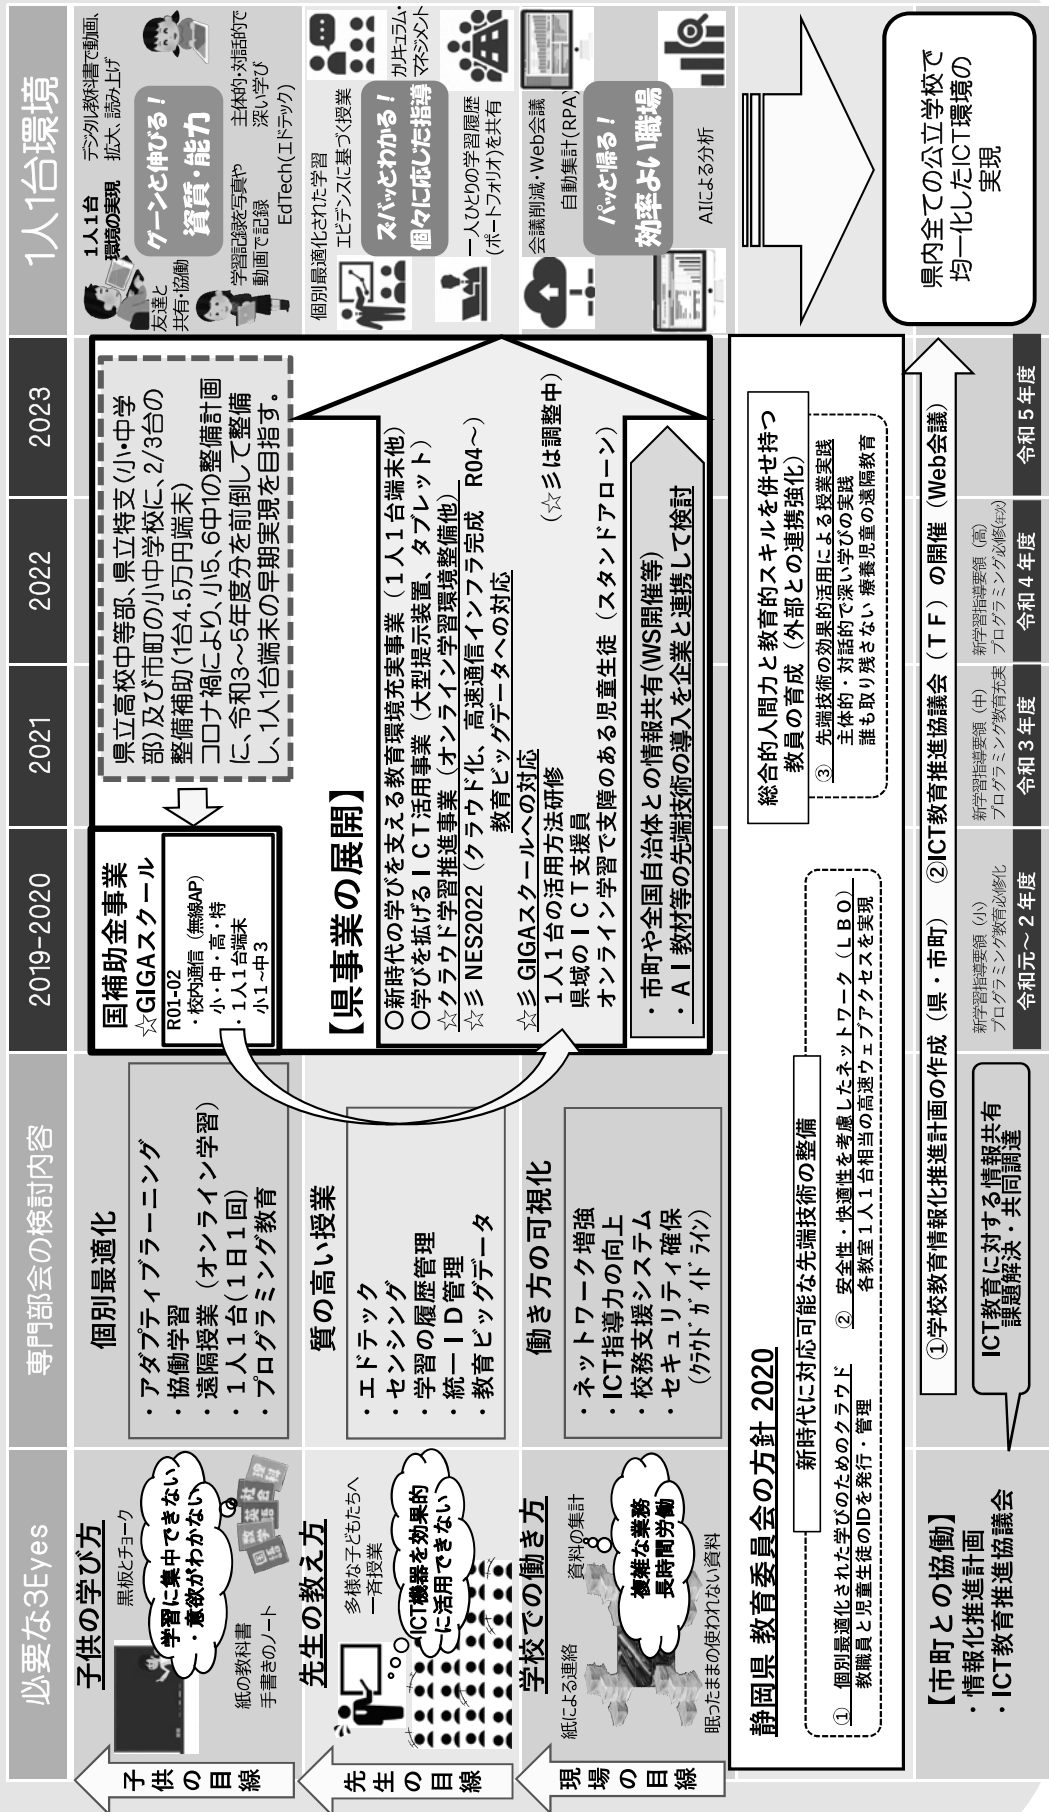 必要な3Eyes
専門部会の検討内容
2019-2020
2021
2022
2023
1人1台環境
子供の目線
子供の学び方
黒板とチョーク
学習に集中できない
・意欲がわかない
紙の教科書
手書きのノート
国語
数学
英語
社会
理科
個別最適化
・アダプティブラーニング
・協働学習
・遠隔授業（オンライン学習）
・１人１台(１日１回)
・プログラミング教育
先生の目線
先生の教え方
多様な子どもたちへ
一斉授業
ICT機器を効果的
に活用できない
質の高い授業
・エドテック
・センシング
・学習の履歴管理
・統一ＩＤ管理
・教育ビッグデータ
現場の目線
学校での働き方
紙による連絡
資料の集計
複雑な業務
長時間労働
眠ったままの使われない資料
働き方の可視化
・ネットワーク増強
・ICT指導力の向上
・校務支援システム
・セキュリティ確保
（ｸﾗｳﾄﾞ ｶﾞｲﾄﾞﾗｲﾝ）
国補助金事業
☆GIGAスクール
R01-02
・校内通信（無線AP）
小・中・高・特
・１人１台端末
小１~中３
県立高校中等部、県立特支（小・中学
部）及び市町の小中学校に、2/3台の
整備補助（1台4.5万円端末）
コロナ禍により、小5、6中1の整備計画
に、令和3～5年度分を前倒して整備
し、1人1台端末の早期実現を目指す。
【県事業の展開】
〇新時代の学びを支える教育環境充実事業（１人１台端末他）
〇学びを拡げるＩＣＴ活用事業（大型提示装置、タブレット）
☆クラウド学習推進事業（オンライン学習環境整備他）
☆彡 NES2022（クラウド化、高速通信インフラ完成　R04～）
教育ビッグデータへの対応
☆彡 GIGAスクールへの対応
（☆彡は調整中）
１人１台の活用方法研修
県域のＩＣＴ支援員
オンライン学習で支障のある児童生徒（スタンドアローン）
・市町や全国自治体との情報共有(WS開催等)
・ＡＩ教材等の先端技術の導入を企業と連携して検討
１人１台
環境の実現
デジタル教科書で動画、
拡大、読み上げ
グーンと伸びる！
資質・能力
友達と
共有・協働
学習記録を写真や
動画で記録
主体的・対話的で
深い学び
EdTech(エドテック)
個別最適化された学習
エビデンスに基づく授業
カリキュラム・
マネジメント
ズバッとわかる！
個々に応じた指導
一人ひとりの学習履歴
（ポートフォリオ）を共有
会議削減・Web会議
自動集計(RPA)
パッと帰る！
効率よい職場
AIによる分析
静岡県 教育委員会の方針 2020
新時代に対応可能な先端技術の整備
①　個別最適化された学びのためのクラウド
教職員と児童生徒のIDを発行・管理
②　安全性・快適性を考慮したネットワーク（ＬＢＯ）
各教室１人１台相当の高速ウェブアクセスを実現
総合的人間力と教育的スキルを併せ持つ
教員の育成（外部との連携強化）
③　先端技術の効果的活用による授業実践
主体的・対話的で深い学びの実践
誰も取り残さない 療養児童の遠隔教育
県内全ての公立学校で
均一化したICT環境の
実現
【市町との協働】
・情報化推進計画
・ICT教育推進協議会
①学校教育情報化推進計画の作成（県・市町）　②ICT教育推進協議会（ＴＦ）の開催（Web会議）
ICT教育に対する情報共有
課題解決・共同調達
新学習指導要領（小）
プログラミング教育必修化
新学習指導要領（中）
プログラミング教育充実
新学習指導要領（高）
プログラミング必修(年次)
令和元～２年度
令和３年度
令和４年度
令和５年度